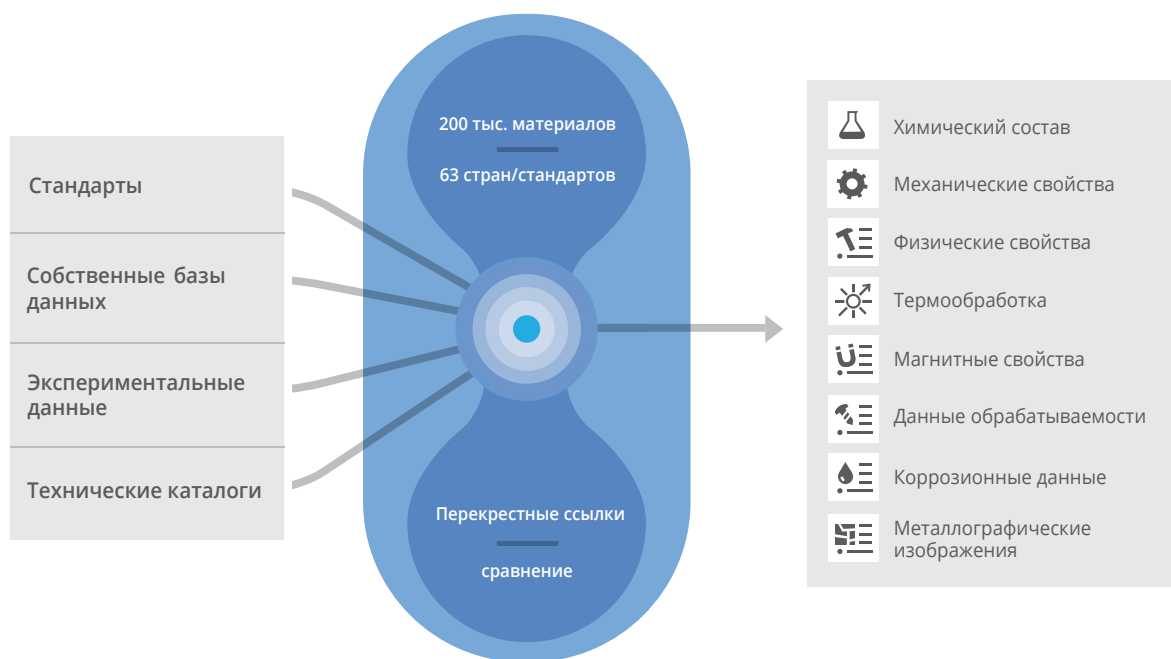 Стандарты
Собственные базы
данных
Экспериментальные
данные
Технические каталоги
200 тыс. материалов
63 стран/стандартов
Перекрестные ссылки
сравнение
Химический состав
Механические свойства
Физические свойства
Термообработка
Магнитные свойства
Данные обрабатываемости
Коррозионные данные
Металлографические
изображения